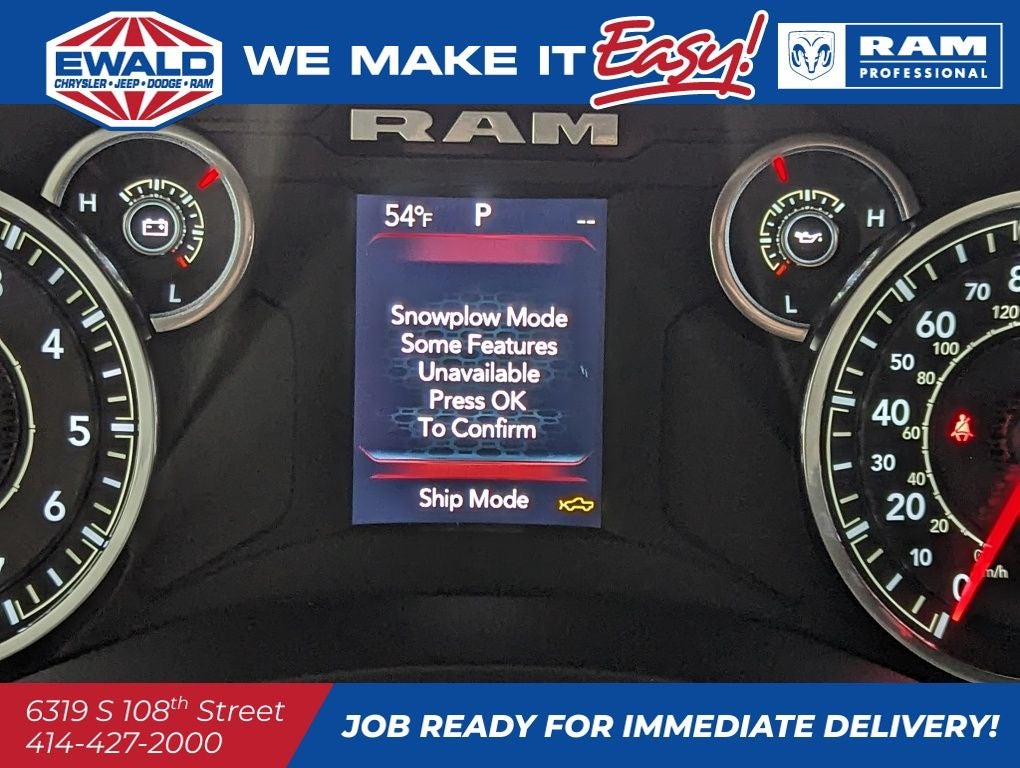 EWALD
CHRYSLER • JEEP • DODGE • RAM
WE MAKE IT Easy!
RAM
PROFESSIONAL
RAM
54°F P --
Snowplow Mode
Some Features
Unavailable
Press OK
To Confirm
Ship Mode
H
L
H
L
4
5
6
80
70
60
50
40
30
20
10
0
120
100
80
60
40
20
0
6319 S 108th Street
414-427-2000
JOB READY FOR IMMEDIATE DELIVERY!